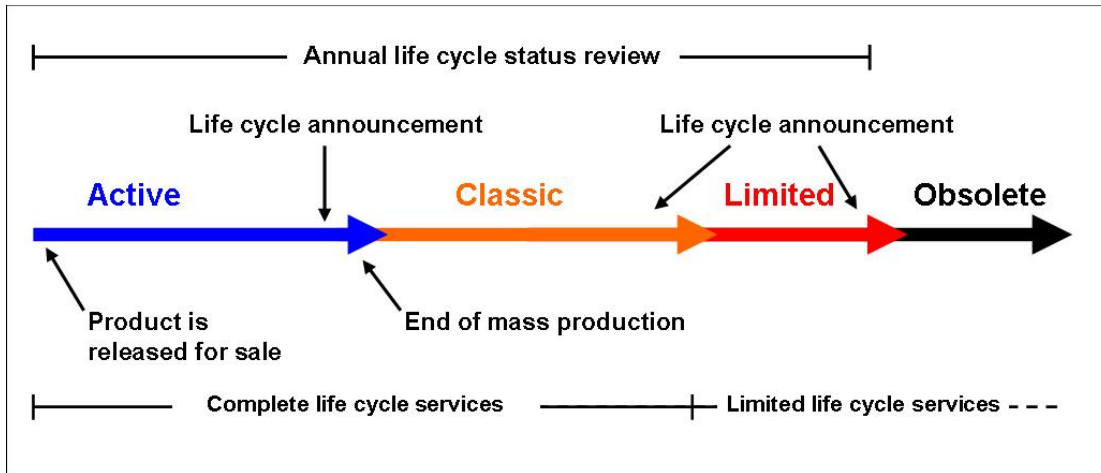 Annual life cycle status review
Life cycle announcement
Life cycle announcement
Active
Classic
Limited
Obsolete
Product is
released for sale
End of mass production
Complete life cycle services
Limited life cycle services